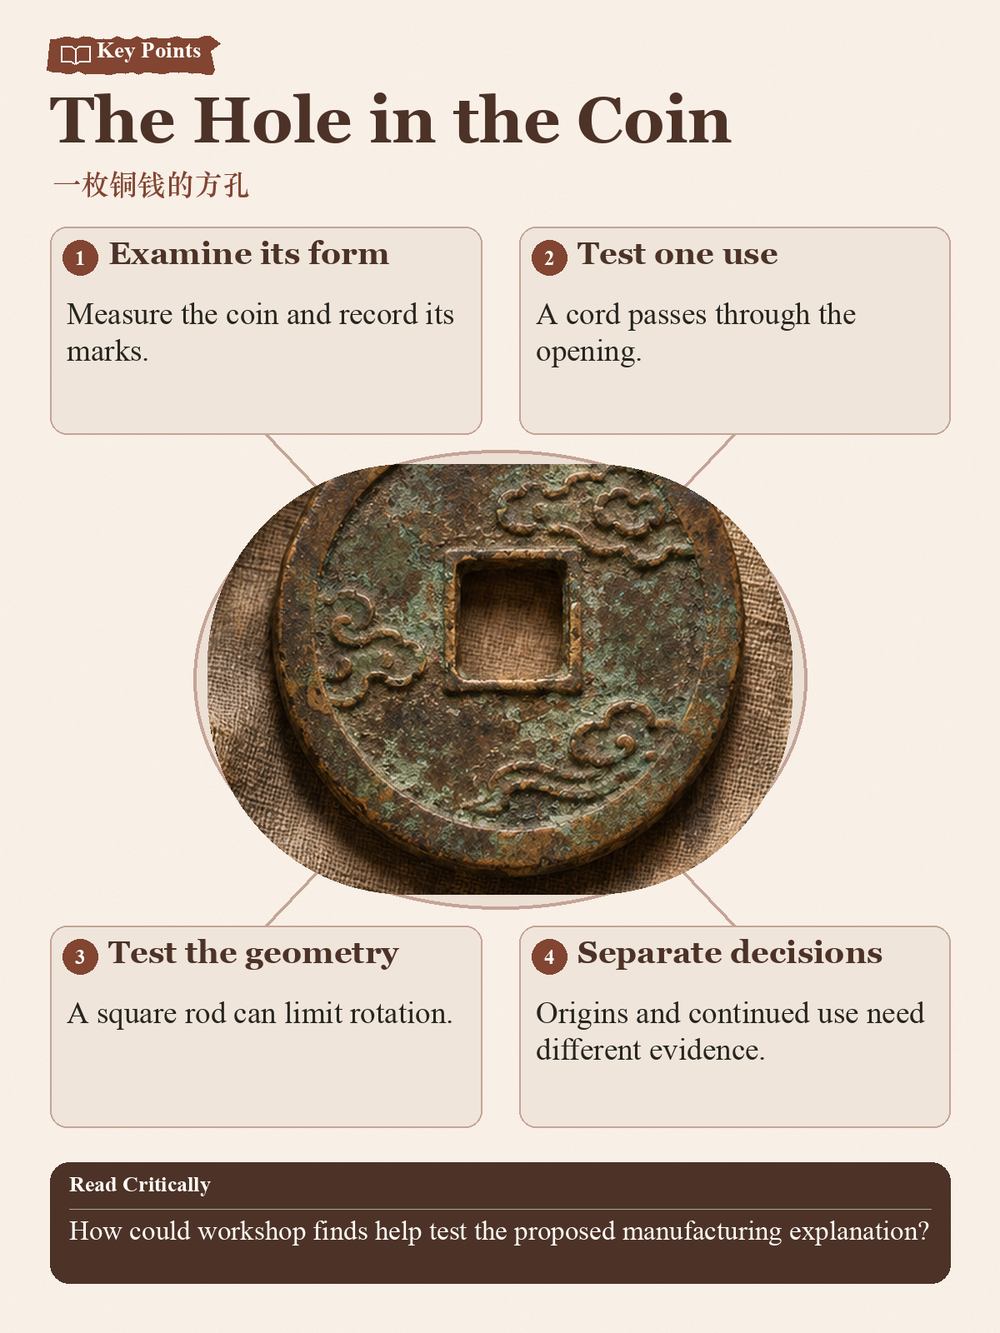 Key Points
The Hole in the Coin
一枚铜钱的方孔
1 Examine its form
Measure the coin and record its
marks.
2 Test one use
A cord passes through the
opening.
3 Test the geometry
A square rod can limit rotation.
4 Separate decisions
Origins and continued use need
different evidence.
Read Critically
How could workshop finds help test the proposed manufacturing explanation?